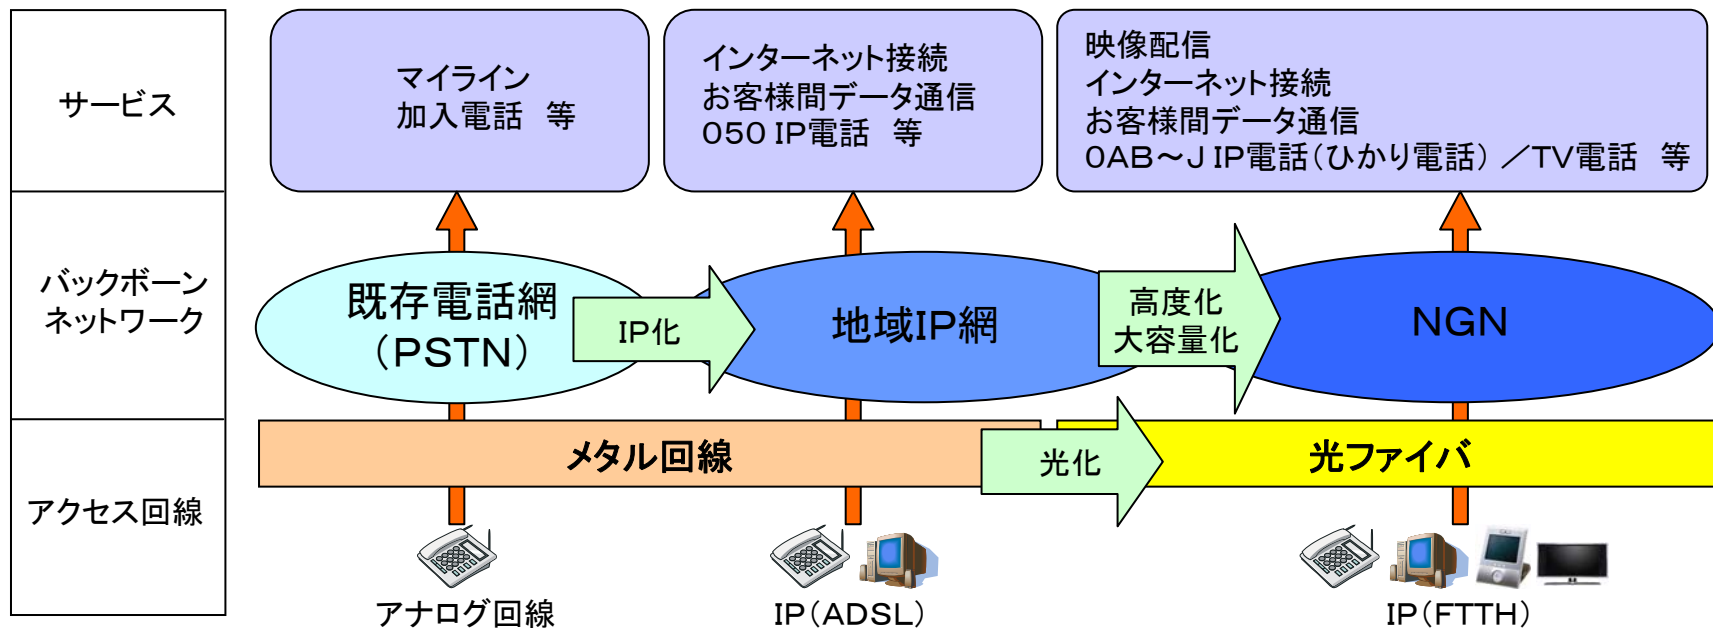 サービス
マイライン
加入電話　等
インターネット接続
お客様間データ通信
050 IP電話　等
映像配信
インターネット接続
お客様間データ通信
0AB～J IP電話（ひかり電話）／TV電話　等
バックボーン
ネットワーク
既存電話網
（PSTN）
IP化
地域IP網
高度化
大容量化
NGN
アクセス回線
メタル回線
光化
光ファイバ
アナログ回線
IP（ADSL）
IP（FTTH）